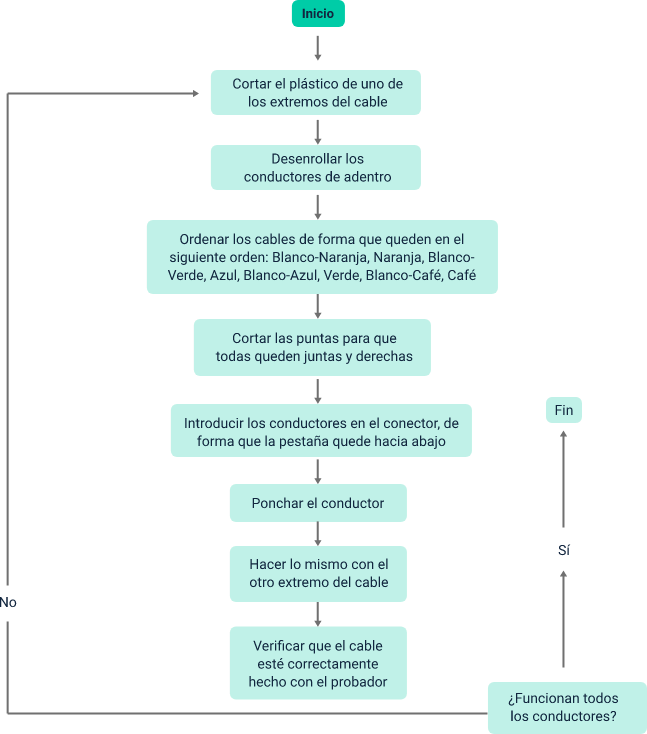 Inicio
Cortar el plástico de uno de
los extremos del cable
Desenrollar los
conductores de adentro
Ordenar los cables de forma que queden en el
siguiente orden: Blanco-Naranja, Naranja, Blanco-
Verde, Azul, Blanco-Azul, Verde, Blanco-Café, Café
Cortar las puntas para que
todas queden juntas y derechas
Introducir los conductores en el conector, de
forma que la pestaña quede hacia abajo
Ponchar el conductor
Hacer lo mismo con el
otro extremo del cable
Verificar que el cable
esté correctamente
hecho con el probador
¿Funcionan todos
los conductores?
No
Sí
Fin